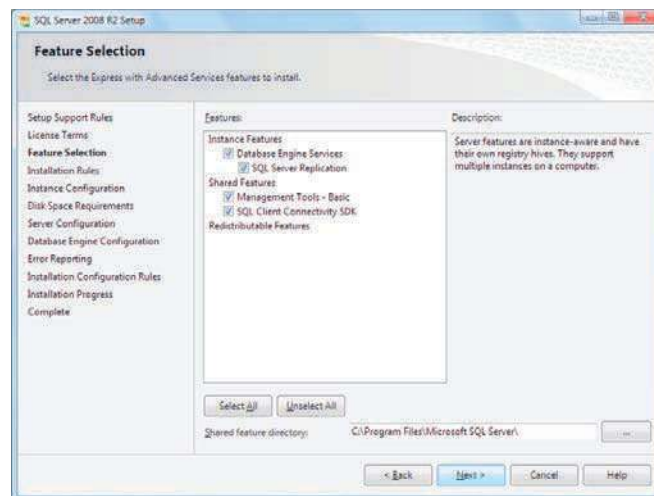 SQL Server 2008 R2 Setup
Feature Selection
Select the Express with Advanced Services features to install.
Setup Support Rules
License Terms
Feature Selection
Installation Rules
Instance Configuration
Disk Space Requirements
Server Configuration
Database Engine Configuration
Error Reporting
Installation Configuration Rules
Installation Progress
Complete
Features:
Instance Features
Database Engine Services
SQL Server Replication
Shared Features
Management Tools - Basic
SQL Client Connectivity SDK
Redistributable Features
Description:
Server features are instance-aware and have
their own registry hives. They support
multiple instances on a computer.
Select All
Unselect All
Shared feature directory:
C:\Program Files\Microsoft SQL Server\
...
< Back
Next >
Cancel
Help